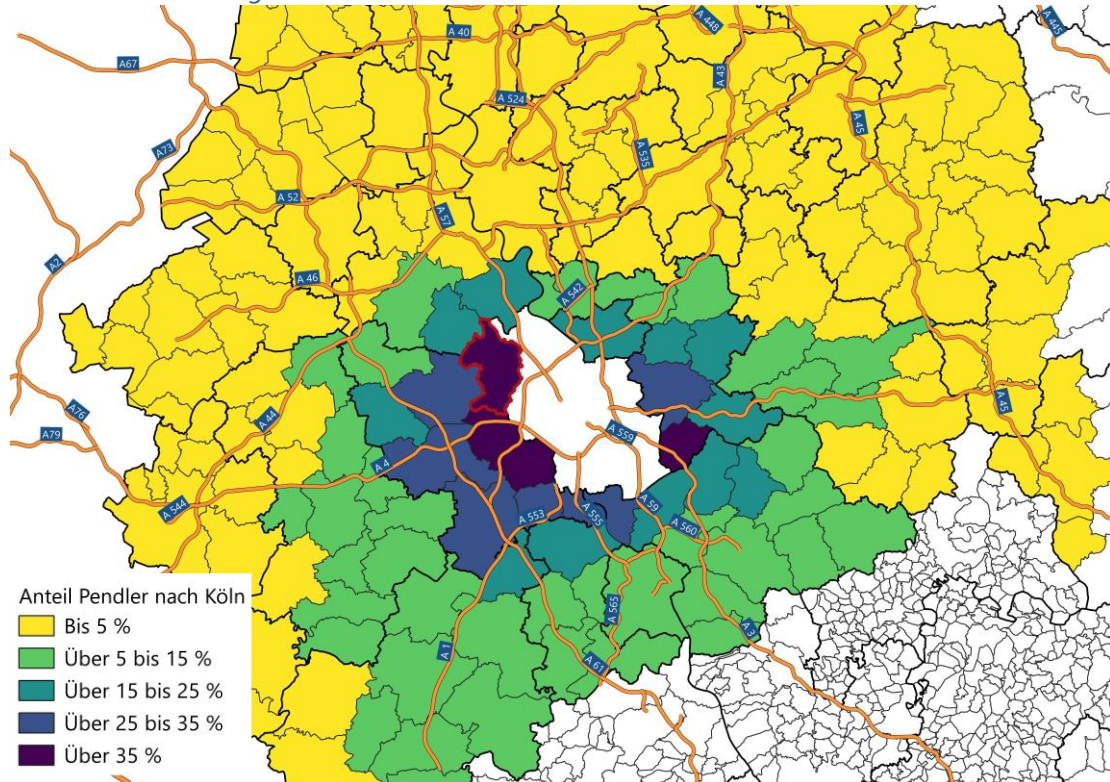 A 40
A 448
A 445
A67
A 43
A 524
A 45
A73
A 535
A 52
A 57
A2
A 46
A 542
A 44
A76
A 45
A79
A 559
A 4
A 544
A 553
A 555
A 59
A 560
Anteil Pendler nach Köln
Bis 5 %
Über 5 bis 15 %
Über 15 bis 25 %
Über 25 bis 35 %
Über 35 %
A 565
A 3
A 1
A 61